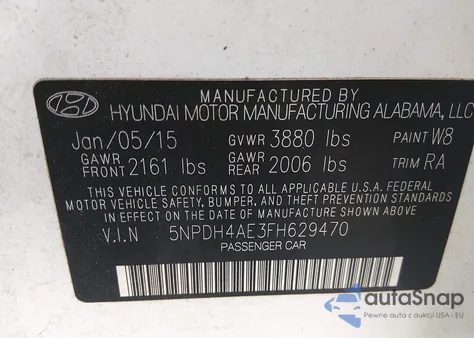 MANUFACTURED BY
HYUNDAI MOTOR MANUFACTURING ALABAMA, LLC
Jan/05/15 GVWR 3880 lbs PAINT W8
GAWR FRONT 2161 lbs GAWR REAR 2006 lbs TRIM RA
THIS VEHICLE CONFORMS TO ALL APPLICABLE U.S.A. FEDERAL
MOTOR VEHICLE SAFETY, BUMPER, AND THEFT PREVENTION STANDARDS
IN EFFECT ON THE DATE OF MANUFACTURE SHOWN ABOVE.
V.I.N 5NPDH4AE3FH629470
PASSENGER CAR
autoSnap
Pewne auto z aukcji USA i EU